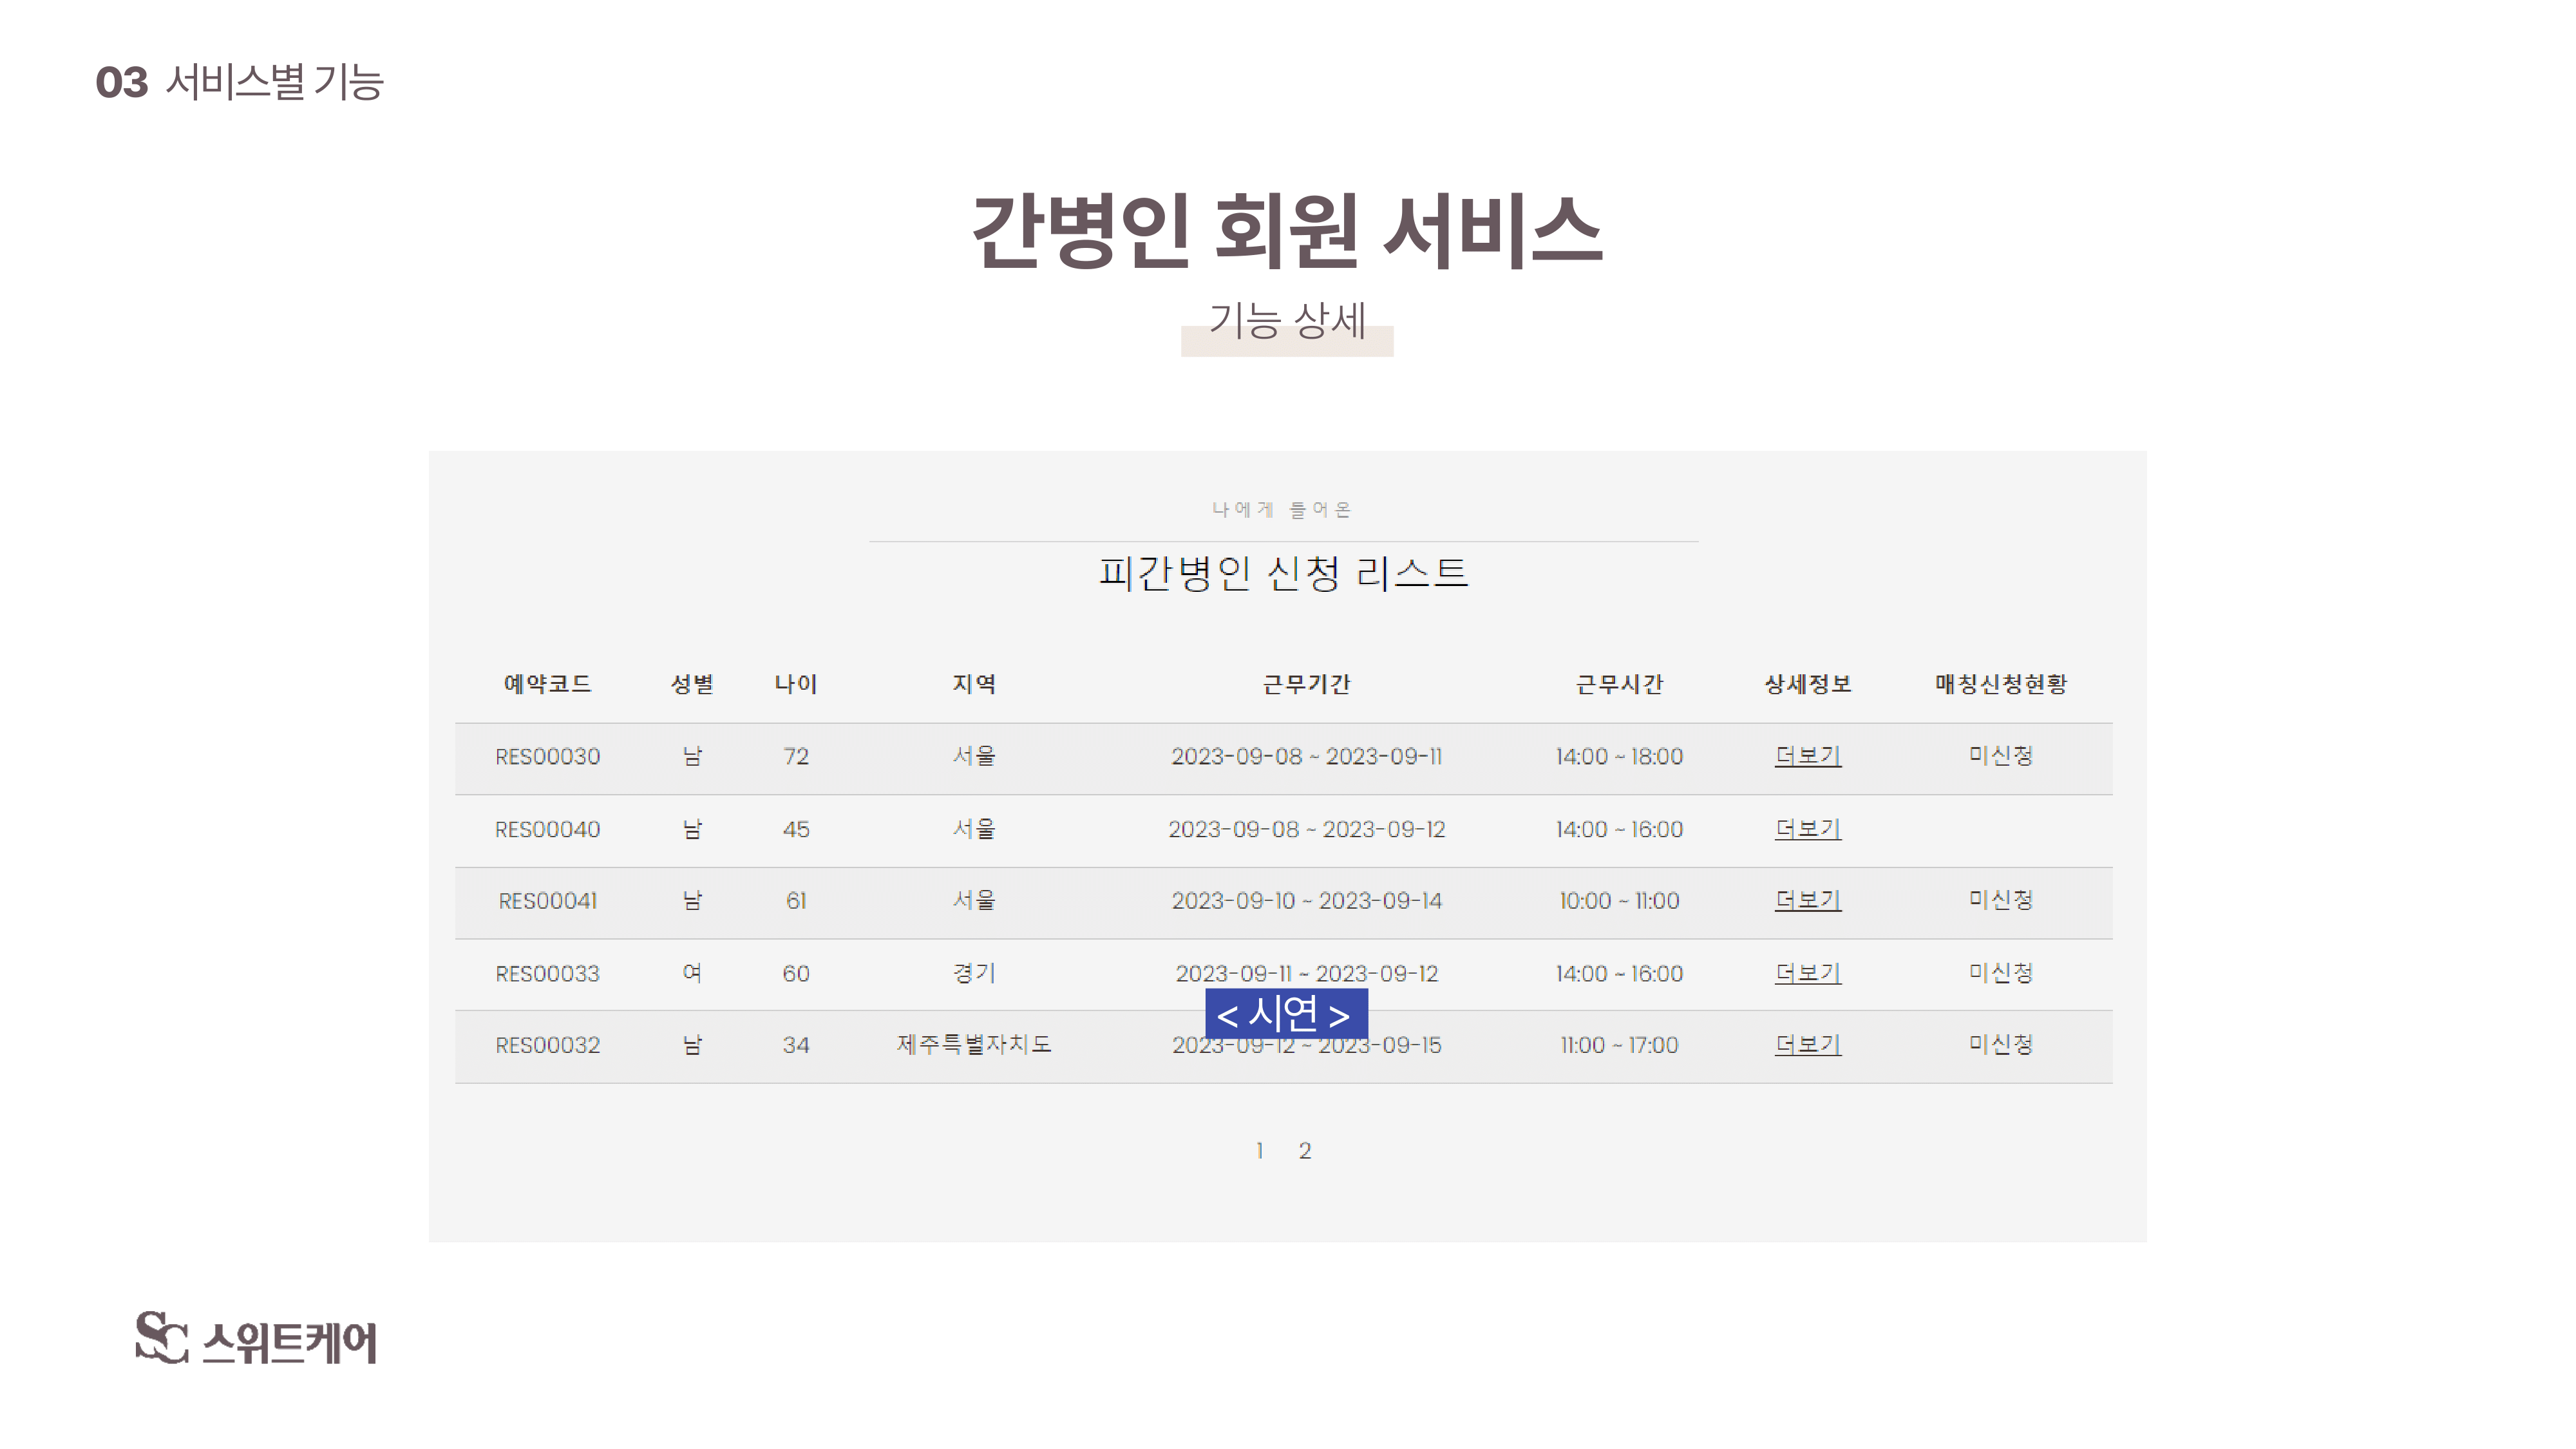 03 서비스별 기능
간병인 회원 서비스
기능 상세
나에게 들어온
피간병인 신청 리스트
예약코드 성별 나이 지역 근무기간 근무시간 상세정보 매칭신청현황
RES00030 남 72 서울 2023-09-08 ~ 2023-09-11 14:00 ~ 18:00 더보기 미신청
RES00040 남 45 서울 2023-09-08 ~ 2023-09-12 14:00 ~ 16:00 더보기
RES00041 남 61 서울 2023-09-10 ~ 2023-09-14 10:00 ~ 11:00 더보기 미신청
RES00033 여 60 경기 2023-09-11 ~ 2023-09-12 14:00 ~ 16:00 더보기 미신청
< 시연 >
RES00032 남 34 제주특별자치도 2023-09-12 ~ 2023-09-15 11:00 ~ 17:00 더보기 미신청
1 2
SC 스위트케어